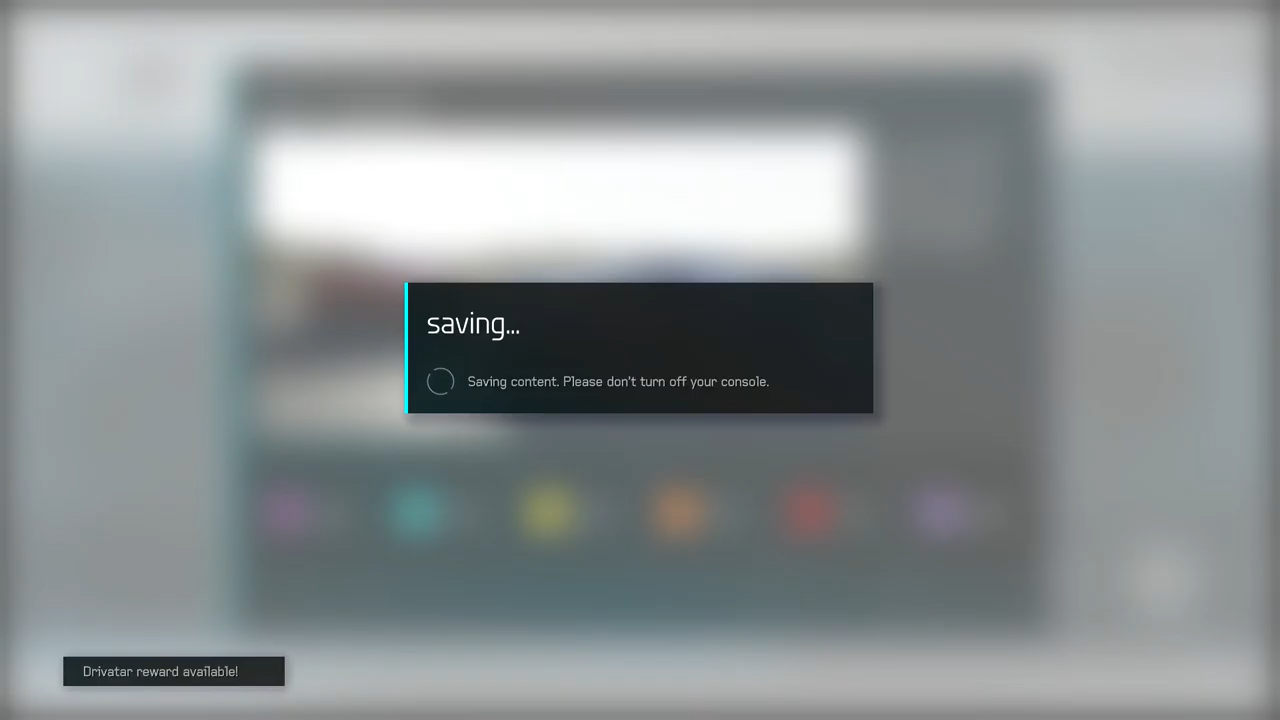 saving...
Saving content. Please don't turn off your console.
Drivatar reward available!